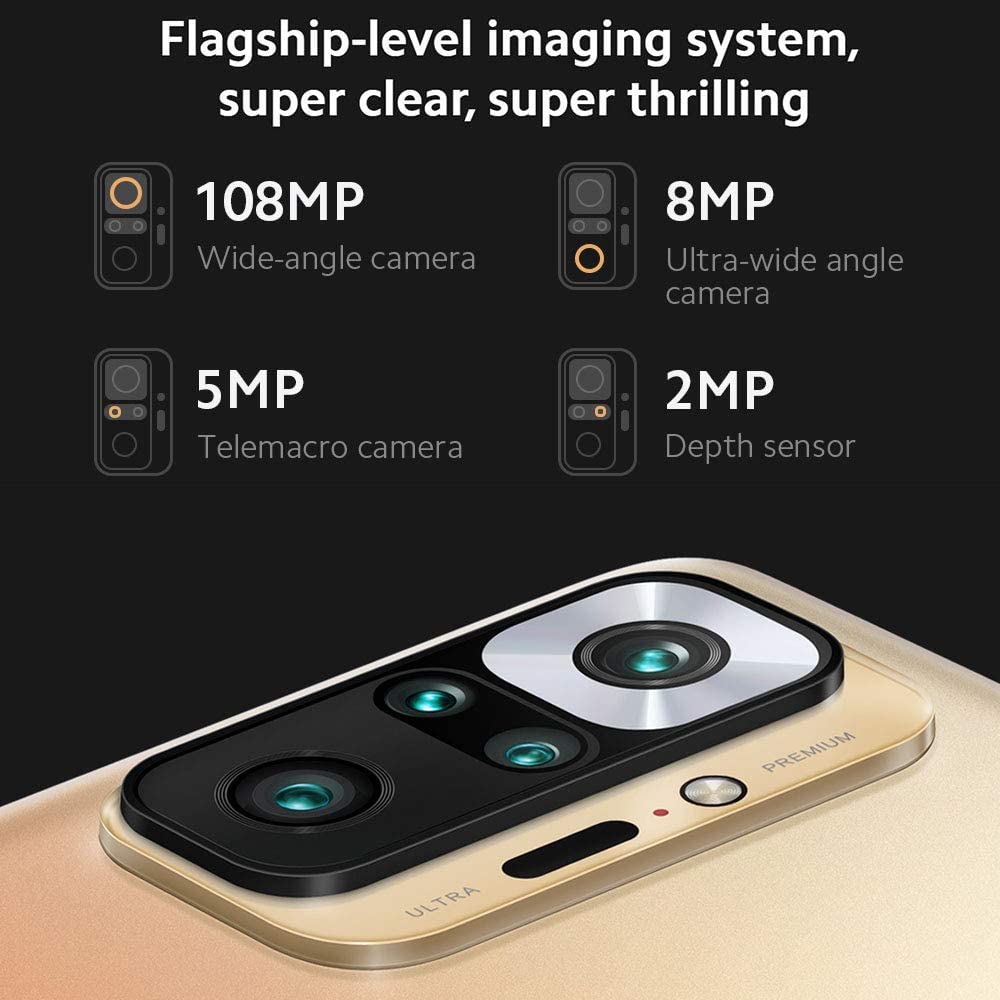 Flagship-level imaging system,
super clear, super thrilling
108MP
Wide-angle camera
8MP
Ultra-wide angle
camera
5MP
Telemacro camera
2MP
Depth sensor
PREMIUM
ULTRA